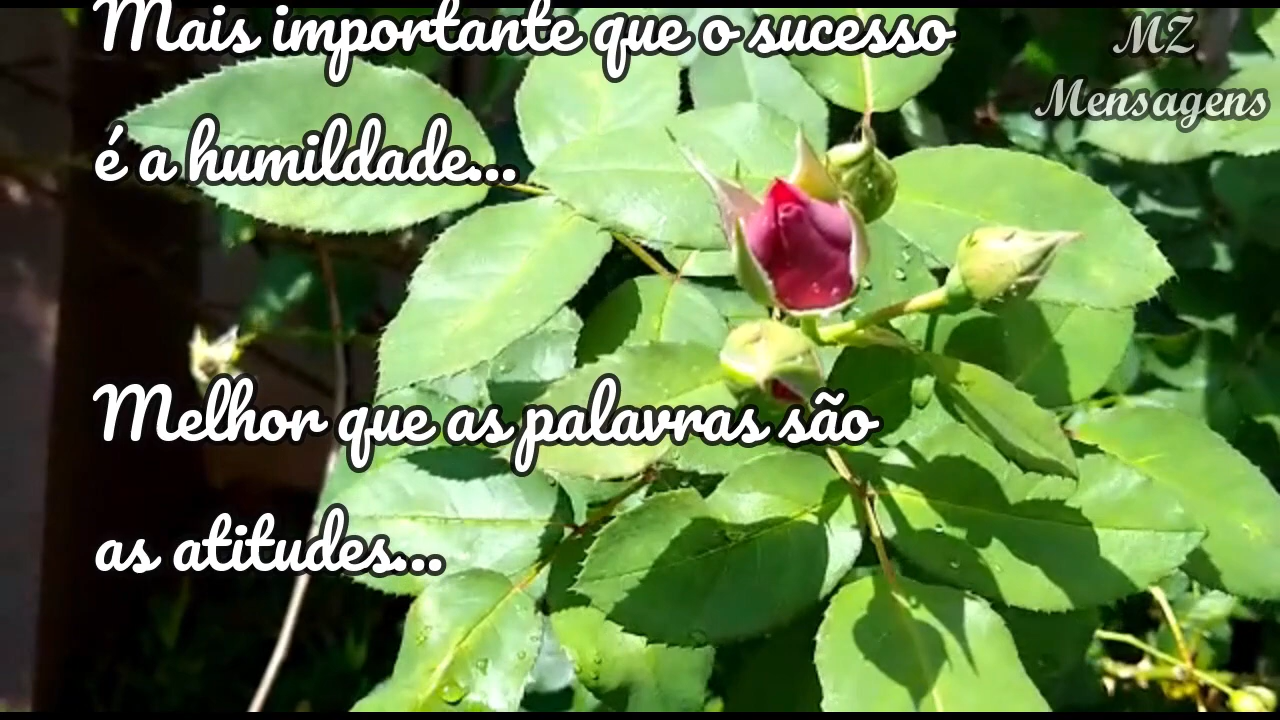 Mais importante que o sucesso
é a humildade...
Melhor que as palavras são
as atitudes...
MZ
Mensagens